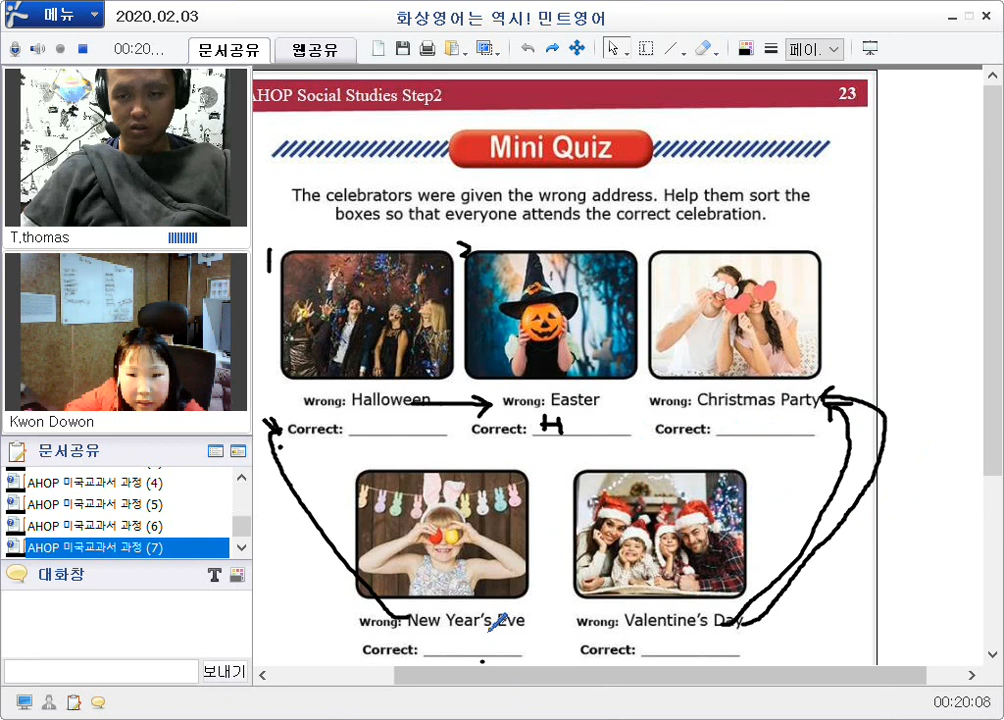 메뉴 2020.02.03 화상영어는 역시! 민트영어
00:20... 문서공유 웹공유 페이.
AHOP Social Studies Step2 23
Mini Quiz
The celebrators were given the wrong address. Help them sort the
boxes so that everyone attends the correct celebration.
T.thomas
1 2
Wrong: Halloween Wrong: Easter Wrong: Christmas Party
Correct: Correct: H Correct:
Kwon Dowon
문서공유
AHOP 미국교과서 과정 (4)
AHOP 미국교과서 과정 (5)
AHOP 미국교과서 과정 (6)
AHOP 미국교과서 과정 (7)
대화창 T
Wrong: New Year's Eve Wrong: Valentine's Day
Correct: Correct:
보내기
00:20:08